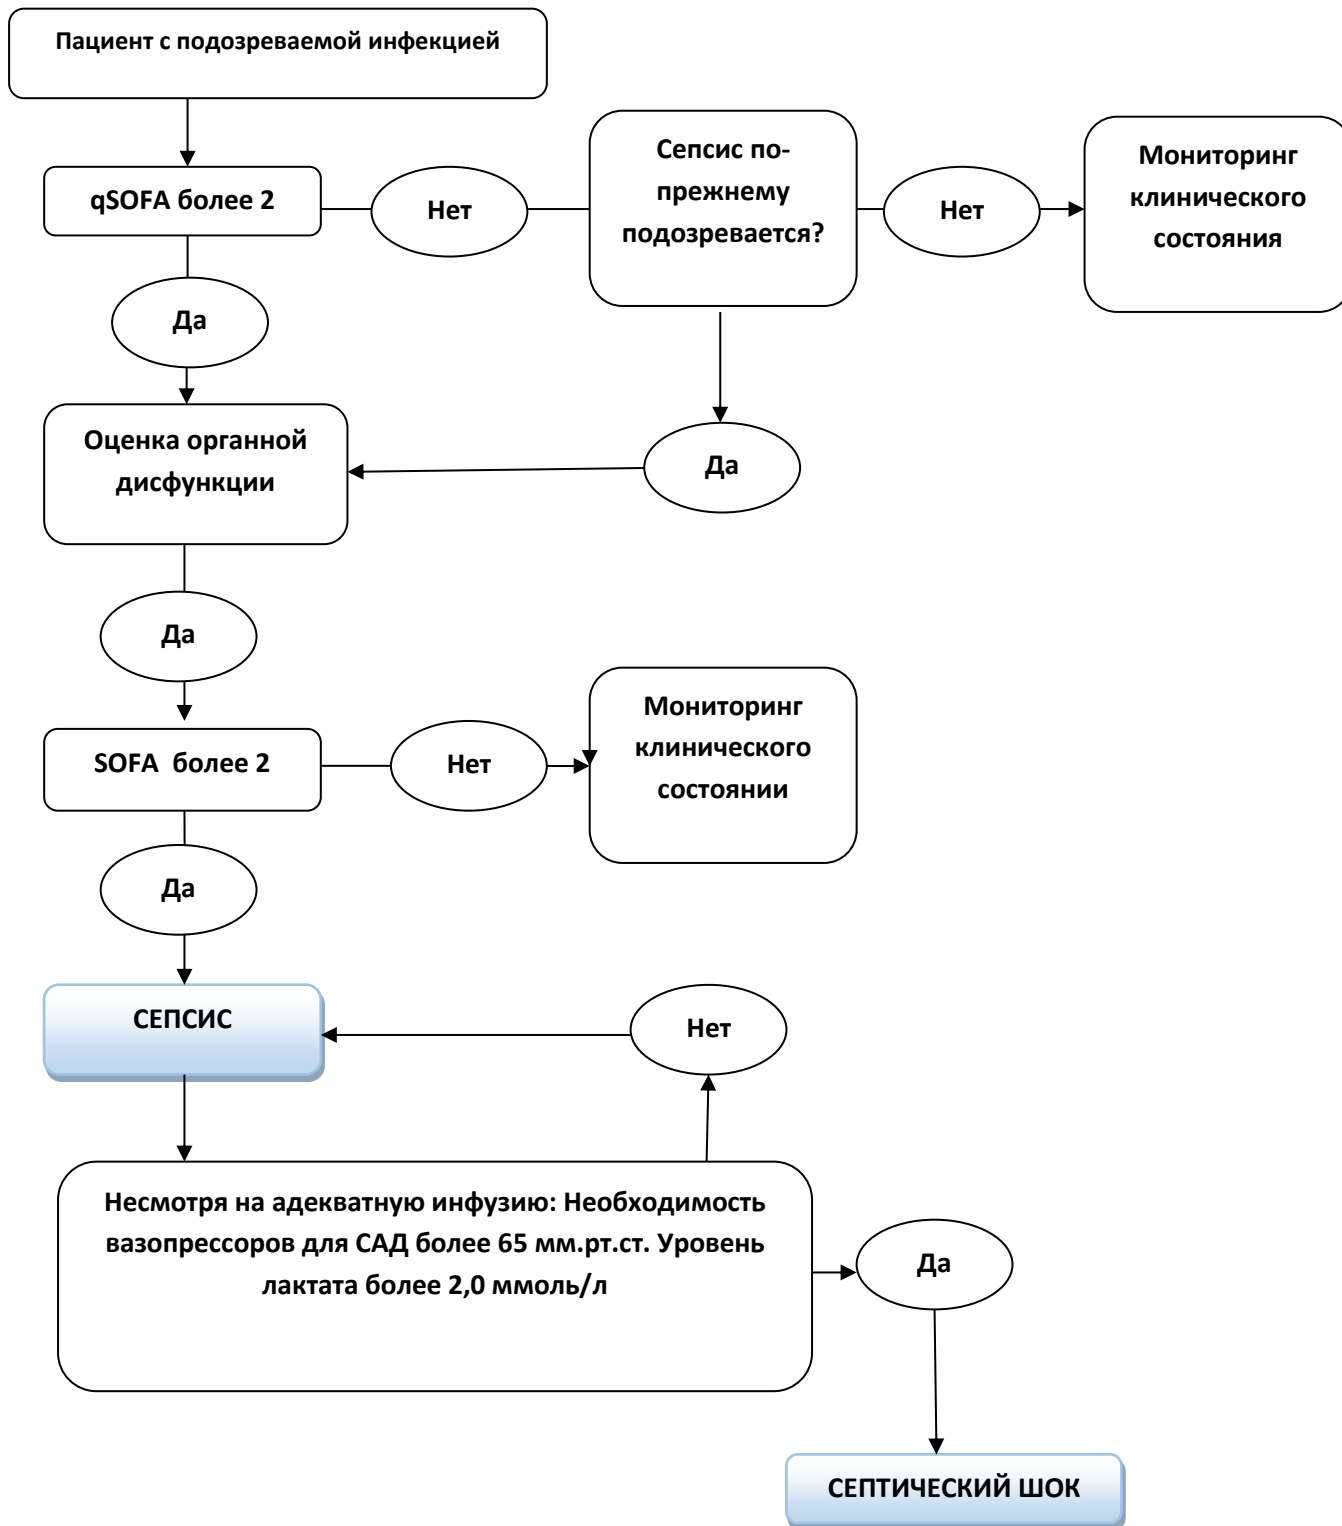 Пациент с подозреваемой инфекцией
qSOFA более 2
Нет
Сепсис по-
прежнему
подозревается?
Нет
Мониторинг
клинического
состояния
Да
Оценка органной
дисфункции
Да
Да
SOFA  более 2
Нет
Мониторинг
клинического
состоянии
Да
СЕПСИС
Нет
Несмотря на адекватную инфузию: Необходимость
вазопрессоров для САД более 65 мм.рт.ст. Уровень
лактата более 2,0 ммоль/л
Да
СЕПТИЧЕСКИЙ ШОК